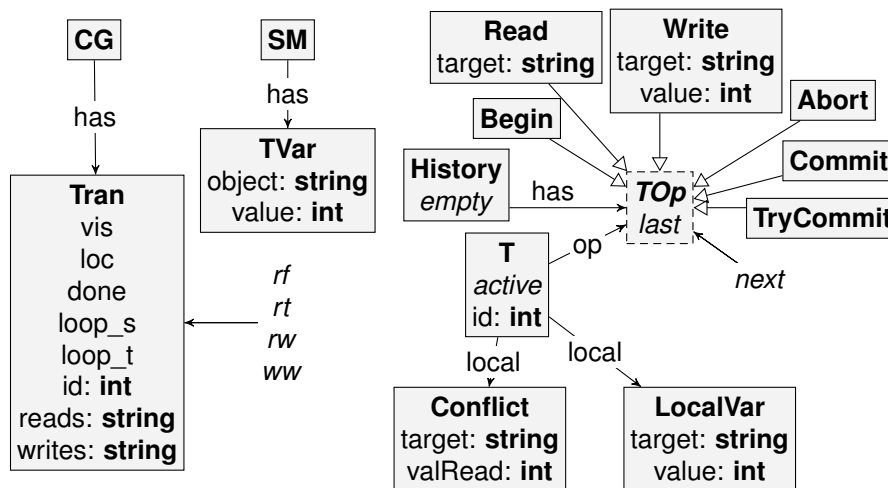 CG
has
Tran
vis
loc
done
loop_s
loop_t
id: int
reads: string
writes: string
SM
has
TVar
object: string
value: int
rf
rt
rw
ww
Read
target: string
Write
target: string
value: int
Begin
Abort
History
empty
has
TOp
last
Commit
TryCommit
next
T
active
id: int
op
local
local
Conflict
target: string
valRead: int
LocalVar
target: string
value: int